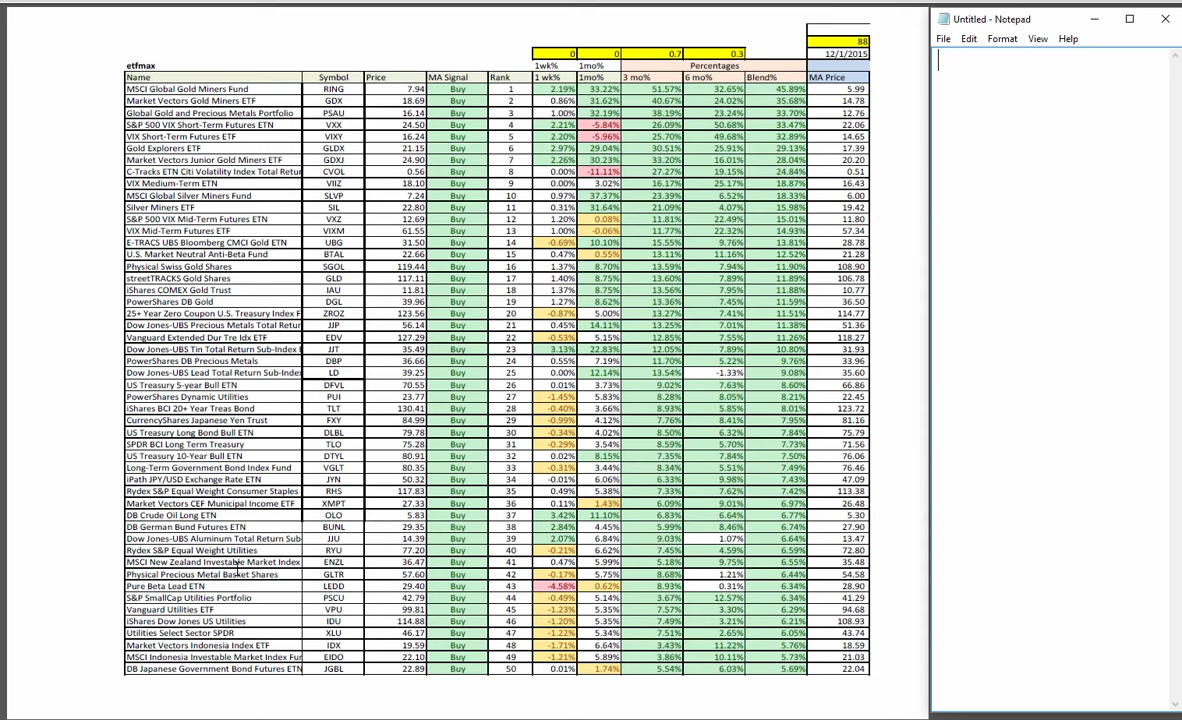 88
0 0 0.7 0.3 12/1/2015
etfmax 1wk% 1mo% Percentages
Name Symbol Price MA Signal Rank 1 wk% 1mo% 3 mo% 6 mo% Blend% MA Price
MSCI Global Gold Miners Fund RING 7.94 Buy 1 2.19% 33.22% 51.57% 32.65% 45.89% 5.99
Market Vectors Gold Miners ETF GDX 18.69 Buy 2 0.86% 31.62% 40.67% 24.02% 35.68% 14.78
Global Gold and Precious Metals Portfolio PSAU 16.14 Buy 3 1.00% 32.19% 38.19% 23.24% 33.70% 12.76
S&P 500 VIX Short-Term Futures ETN VXX 24.50 Buy 4 2.21% -5.84% 26.09% 50.68% 33.47% 22.06
VIX Short-Term Futures ETF VIXY 16.24 Buy 5 2.20% -5.96% 25.70% 49.68% 32.89% 14.65
Gold Explorers ETF GLDX 21.15 Buy 6 2.97% 29.04% 30.51% 25.91% 29.13% 17.39
Market Vectors Junior Gold Miners ETF GDXJ 24.90 Buy 7 2.26% 30.23% 33.20% 16.01% 28.04% 20.20
C-Tracks ETN Citi Volatility Index Total Retur CVOL 0.56 Buy 8 0.00% -11.11% 27.27% 19.15% 24.84% 0.51
VIX Medium-Term ETN VIIZ 18.10 Buy 9 0.00% 3.02% 16.17% 25.17% 18.87% 16.43
MSCI Global Silver Miners Fund SLVP 7.24 Buy 10 0.97% 37.37% 23.39% 6.52% 18.33% 6.00
Silver Miners ETF SIL 22.80 Buy 11 0.31% 31.64% 21.09% 4.07% 15.98% 19.42
S&P 500 VIX Mid-Term Futures ETN VXZ 12.69 Buy 12 1.20% 0.08% 11.81% 22.49% 15.01% 11.80
VIX Mid-Term Futures ETF VIXM 61.55 Buy 13 1.00% -0.06% 11.77% 22.32% 14.93% 57.34
E-TRACS UBS Bloomberg CMCI Gold ETN UBG 31.50 Buy 14 -0.69% 10.10% 15.55% 9.76% 13.81% 28.78
U.S. Market Neutral Anti-Beta Fund BTAL 22.66 Buy 15 0.47% 0.55% 13.11% 11.16% 12.52% 21.28
Physical Swiss Gold Shares SGOL 119.44 Buy 16 1.37% 8.70% 13.59% 7.94% 11.90% 108.90
streetTRACKS Gold Shares GLD 117.11 Buy 17 1.40% 8.75% 13.60% 7.89% 11.89% 106.78
iShares COMEX Gold Trust IAU 11.81 Buy 18 1.37% 8.75% 13.56% 7.95% 11.88% 10.77
PowerShares DB Gold DGL 39.96 Buy 19 1.27% 8.62% 13.36% 7.45% 11.59% 36.50
25+ Year Zero Coupon U.S. Treasury Index F ZROZ 123.56 Buy 20 -0.87% 5.00% 13.27% 7.41% 11.51% 114.77
Dow Jones-UBS Precious Metals Total Retur JJP 56.14 Buy 21 0.45% 14.11% 13.25% 7.01% 11.38% 51.36
Vanguard Extended Dur Tre Idx ETF EDV 127.29 Buy 22 -0.53% 5.15% 12.85% 7.55% 11.26% 118.27
Dow Jones-UBS Tin Total Return Sub-Index JJT 35.49 Buy 23 3.13% 22.83% 12.05% 7.89% 10.80% 31.93
PowerShares DB Precious Metals DBP 36.66 Buy 24 0.55% 7.19% 11.70% 5.22% 9.76% 33.96
Dow Jones-UBS Lead Total Return Sub-Index LD 39.25 Buy 25 0.00% 12.14% 13.54% -1.33% 9.08% 35.60
US Treasury 5-year Bull ETN DFVL 70.55 Buy 26 0.01% 3.73% 9.02% 7.63% 8.60% 66.86
PowerShares Dynamic Utilities PUI 23.77 Buy 27 -1.45% 5.83% 8.28% 8.05% 8.21% 22.45
iShares BCI 20+ Year Treas Bond TLT 130.41 Buy 28 -0.40% 3.66% 8.93% 5.85% 8.01% 123.72
CurrencyShares Japanese Yen Trust FXY 84.99 Buy 29 -0.99% 4.12% 7.76% 8.41% 7.95% 81.16
US Treasury Long Bond Bull ETN DLBL 79.78 Buy 30 -0.34% 4.02% 8.50% 6.32% 7.84% 75.79
SPDR BCI Long Term Treasury TLO 75.28 Buy 31 -0.29% 3.54% 8.59% 5.70% 7.73% 71.56
US Treasury 10-Year Bull ETN DTYL 80.91 Buy 32 0.02% 8.15% 7.35% 7.84% 7.50% 76.06
Long-Term Government Bond Index Fund VGLT 80.35 Buy 33 -0.31% 3.44% 8.34% 5.51% 7.49% 76.46
iPath JPY/USD Exchange Rate ETN JYN 50.32 Buy 34 -0.01% 6.06% 6.33% 9.98% 7.43% 47.09
Rydex S&P Equal Weight Consumer Staples RHS 117.83 Buy 35 0.49% 5.38% 7.33% 7.62% 7.42% 113.38
Market Vectors CEF Municipal Income ETF XMPT 27.33 Buy 36 0.11% 1.43% 6.09% 9.01% 6.97% 26.48
DB Crude Oil Long ETN OLO 5.83 Buy 37 3.42% 11.10% 6.83% 6.64% 6.77% 5.30
DB German Bund Futures ETN BUNL 29.35 Buy 38 2.84% 4.45% 5.99% 8.46% 6.74% 27.90
Dow Jones-UBS Aluminum Total Return Sub- JJU 14.39 Buy 39 2.07% 6.84% 9.03% 1.07% 6.64% 13.47
Rydex S&P Equal Weight Utilities RYU 77.20 Buy 40 -0.21% 6.62% 7.45% 4.59% 6.59% 72.80
MSCI New Zealand Investable Market Index ENZL 36.47 Buy 41 0.47% 5.99% 5.18% 9.75% 6.55% 35.48
Physical Precious Metal Basket Shares GLTR 57.60 Buy 42 -0.17% 5.75% 8.68% 1.21% 6.44% 54.58
Pure Beta Lead ETN LEDD 29.40 Buy 43 -4.58% 0.62% 8.93% 0.31% 6.34% 28.90
S&P SmallCap Utilities Portfolio PSCU 42.79 Buy 44 -0.49% 5.14% 3.67% 12.57% 6.34% 41.29
Vanguard Utilities ETF VPU 99.81 Buy 45 -1.23% 5.35% 7.57% 3.30% 6.29% 94.68
iShares Dow Jones US Utilities IDU 114.88 Buy 46 -1.20% 5.35% 7.49% 3.21% 6.21% 108.93
Utilities Select Sector SPDR XLU 46.17 Buy 47 -1.22% 5.34% 7.51% 2.65% 6.05% 43.74
Market Vectors Indonesia Index ETF IDX 19.59 Buy 48 -1.71% 6.64% 3.43% 11.22% 5.76% 18.59
MSCI Indonesia Investable Market Index Fur EIDO 22.10 Buy 49 -1.21% 5.89% 3.86% 10.11% 5.73% 21.03
DB Japanese Government Bond Futures ETN JGBL 22.89 Buy 50 0.01% 1.74% 5.54% 6.03% 5.69% 22.04
Untitled - Notepad
File Edit Format View Help